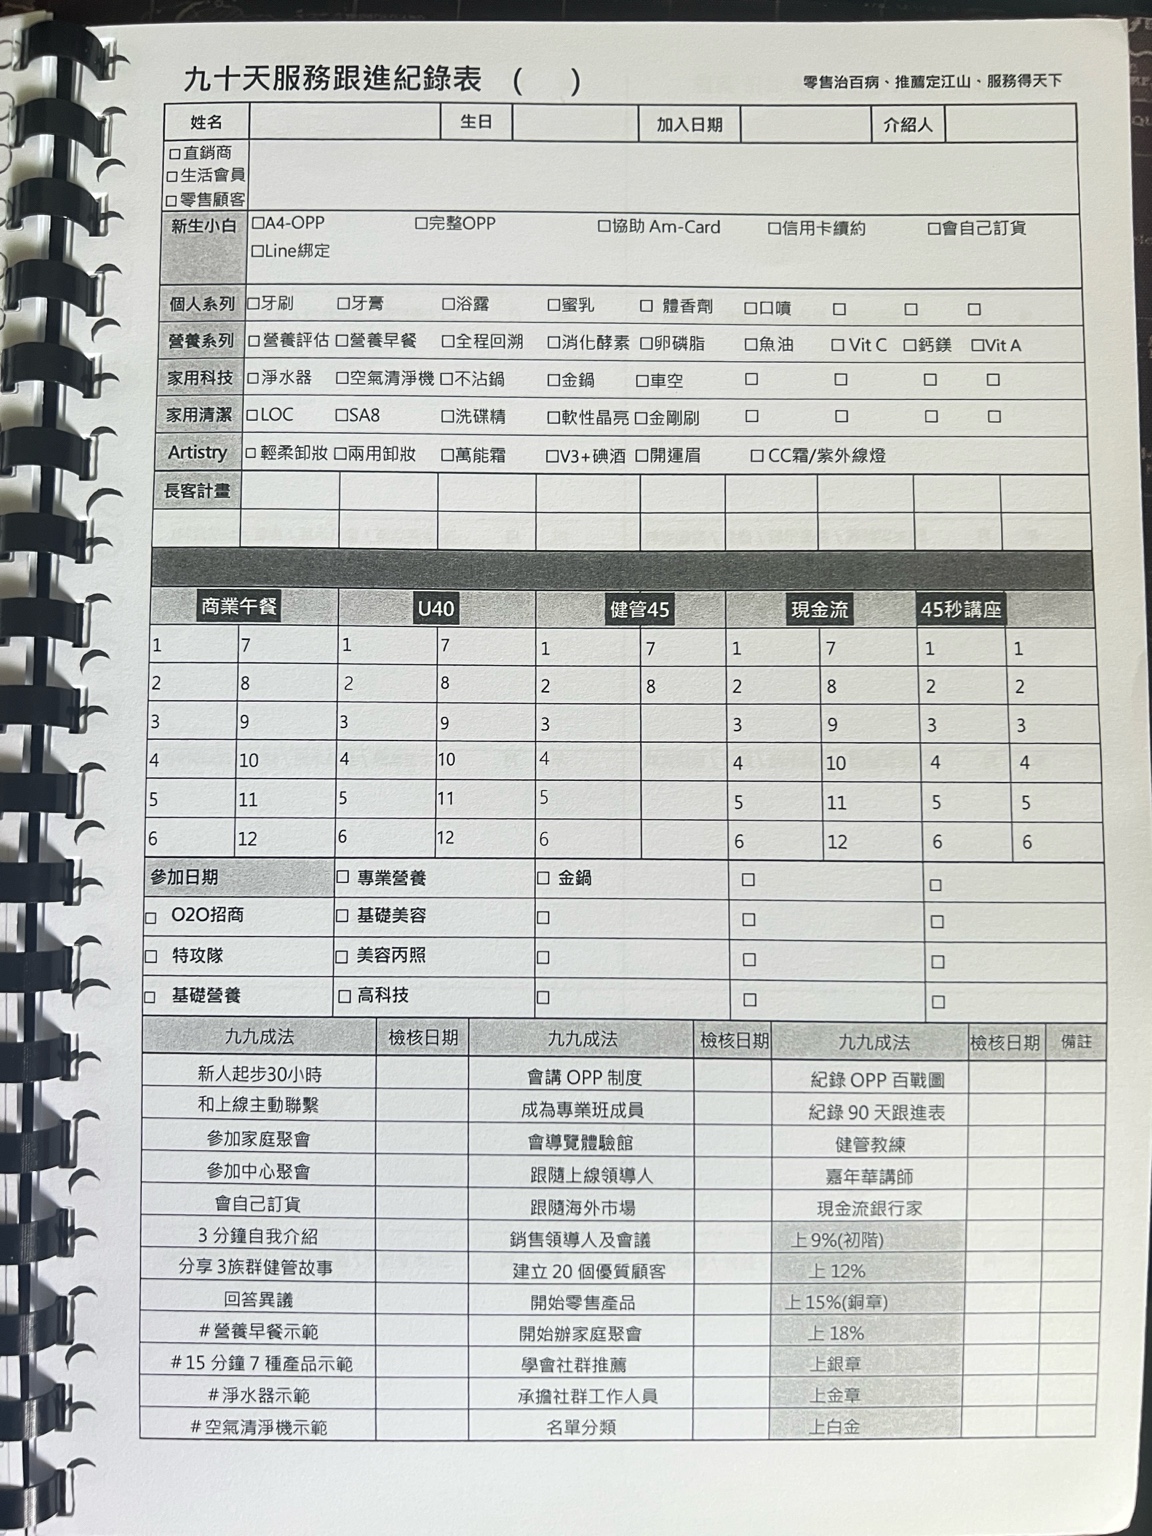 九十天服務跟進紀錄表 ( )
零售治百病、推薦定江山、服務得天下
姓名 生日 加入日期 介紹人
□直銷商
□生活會員
□零售顧客
新生小白 □A4-OPP □完整OPP □協助 Am-Card □信用卡續約 □會自己訂貨
□Line綁定
個人系列 □牙刷 □牙膏 □浴露 □蜜乳 □ 體香劑 □口噴 □ □ □
營養系列 □營養評估 □營養早餐 □全程回溯 □消化酵素 □卵磷脂 □魚油 □ Vit C □鈣鎂 □Vit A
家用科技 □淨水器 □空氣清淨機 □不沾鍋 □金鍋 □車空 □ □ □ □
家用清潔 □LOC □SA8 □洗碟精 □軟性晶亮 □金剛刷 □ □ □ □
Artistry □ 輕柔卸妝 □兩用卸妝 □萬能霜 □V3+碘酒 □開運眉 □ CC霜/紫外線燈
長客計畫
商業午餐 U40 健管45 現金流 45秒講座
1 7 1 7 1 7 1 7 1 1
2 8 2 8 2 8 2 8 2 2
3 9 3 9 3 3 9 3 3
4 10 4 10 4 4 10 4 4
5 11 5 11 5 5 11 5 5
6 12 6 12 6 6 12 6 6
參加日期 □ 專業營養 □ 金鍋 □ □
□ O2O招商 □ 基礎美容 □ □ □
□ 特攻隊 □ 美容丙照 □ □ □
□ 基礎營養 □ 高科技 □ □ □
九九成法 檢核日期 九九成法 檢核日期 九九成法 檢核日期 備註
新人起步30小時 會講 OPP 制度 紀錄 OPP 百戰圖
和上線主動聯繫 成為專業班成員 紀錄 90 天跟進表
參加家庭聚會 會導覽體驗館 健管教練
參加中心聚會 跟隨上線領導人 嘉年華講師
會自己訂貨 跟隨海外市場 現金流銀行家
3 分鐘自我介紹 銷售領導人及會議 上9%(初階)
分享 3族群健管故事 建立 20 個優質顧客 上 12%
回答異議 開始零售產品 上15%(銅章)
# 營養早餐示範 開始辦家庭聚會 上 18%
# 15 分鐘 7 種產品示範 學會社群推薦 上銀章
# 淨水器示範 承擔社群工作人員 上金章
# 空氣清淨機示範 名單分類 上白金